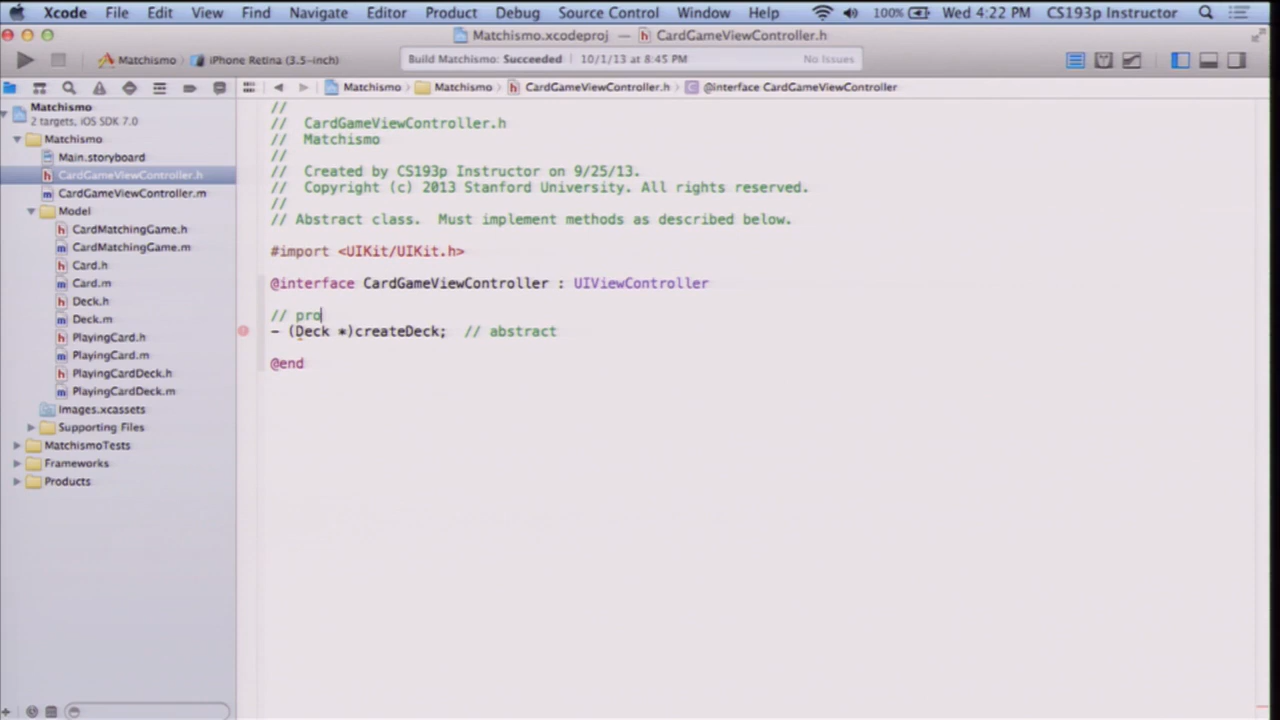 Xcode File Edit View Find Navigate Editor Product Debug Source Control Window Help 100% Wed 4:22 PM CS193p Instructor
Matchismo.xcodeproj — CardGameViewController.h
Matchismo iPhone Retina (3.5-inch) Build Matchismo: Succeeded 10/1/13 at 8:45 PM No Issues
Matchismo Matchismo CardGameViewController.h @interface CardGameViewController
Matchismo
2 targets, iOS SDK 7.0
Matchismo
Main.storyboard
CardGameViewController.h
CardGameViewController.m
Model
CardMatchingGame.h
CardMatchingGame.m
Card.h
Card.m
Deck.h
Deck.m
PlayingCard.h
PlayingCard.m
PlayingCardDeck.h
PlayingCardDeck.m
Images.xcassets
Supporting Files
MatchismoTests
Frameworks
Products
//
// CardGameViewController.h
// Matchismo
//
// Created by CS193p Instructor on 9/25/13.
// Copyright (c) 2013 Stanford University. All rights reserved.
//
// Abstract class. Must implement methods as described below.
#import <UIKit/UIKit.h>
@interface CardGameViewController : UIViewController
// pro
- (Deck *)createDeck; // abstract
@end